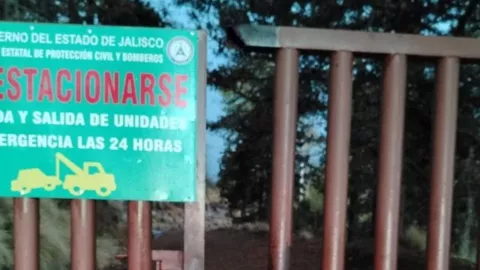 ERNO DEL ESTADO DE JALISCO
ESTATAL DE PROTECCIÓN CIVIL Y BOMBEROS
ESTACIONARSE
DA Y SALIDA DE UNIDADES
ERGENCIA LAS 24 HORAS